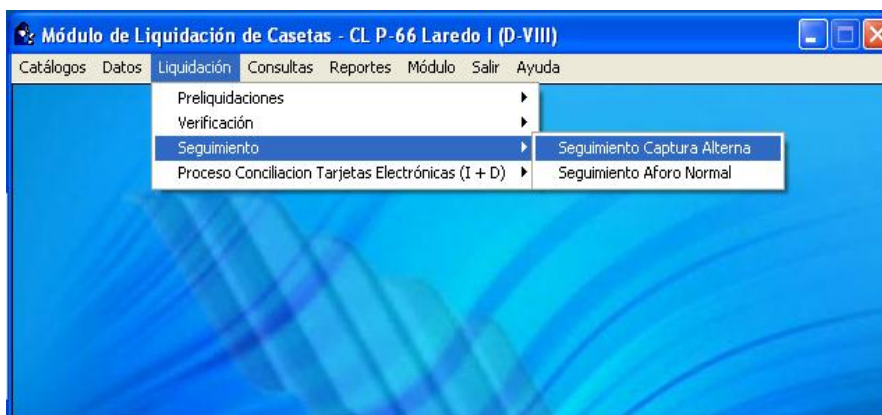 Módulo de Liquidación de Casetas - CL P-66 Laredo I (D-VIII)
Catálogos Datos Liquidación Consultas Reportes Módulo Salir Ayuda
Preliquidaciones
Verificación
Seguimiento
Seguimiento Captura Alterna
Proceso Conciliacion Tarjetas Electrónicas (I + D)
Seguimiento Aforo Normal